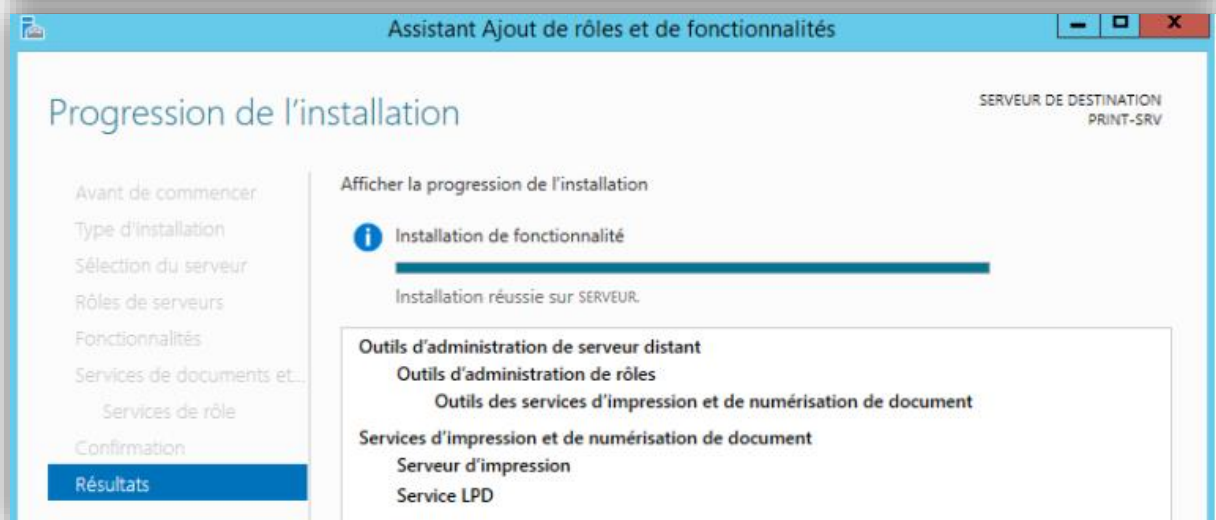 Assistant Ajout de rôles et de fonctionnalités
Progression de l'installation
SERVEUR DE DESTINATION
PRINT-SRV
Avant de commencer
Type d'installation
Sélection du serveur
Rôles de serveurs
Fonctionnalités
Services de documents et...
Services de rôle
Confirmation
Résultats
Afficher la progression de l'installation
Installation de fonctionnalité
Installation réussie sur SERVEUR.
Outils d'administration de serveur distant
Outils d'administration de rôles
Outils des services d'impression et de numérisation de document
Services d'impression et de numérisation de document
Serveur d'impression
Service LPD